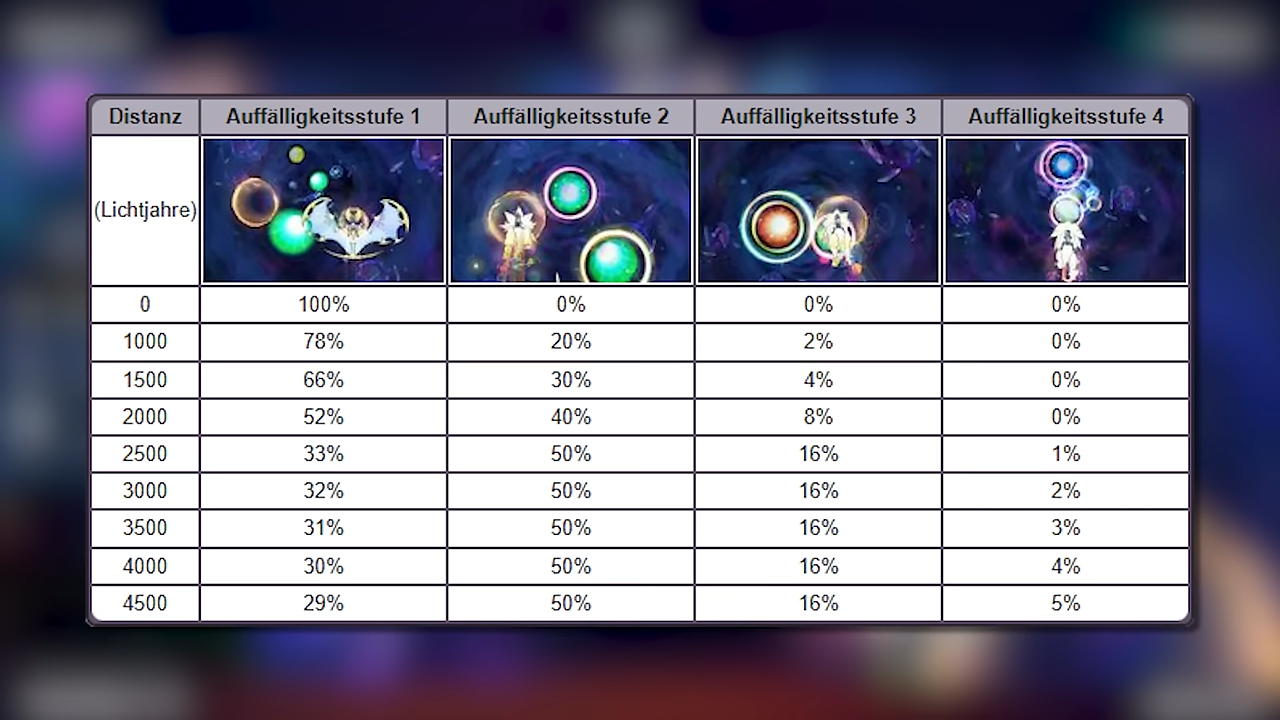 Distanz Auffälligkeitsstufe 1 Auffälligkeitsstufe 2 Auffälligkeitsstufe 3 Auffälligkeitsstufe 4
(Lichtjahre)
0 100% 0% 0% 0%
1000 78% 20% 2% 0%
1500 66% 30% 4% 0%
2000 52% 40% 8% 0%
2500 33% 50% 16% 1%
3000 32% 50% 16% 2%
3500 31% 50% 16% 3%
4000 30% 50% 16% 4%
4500 29% 50% 16% 5%